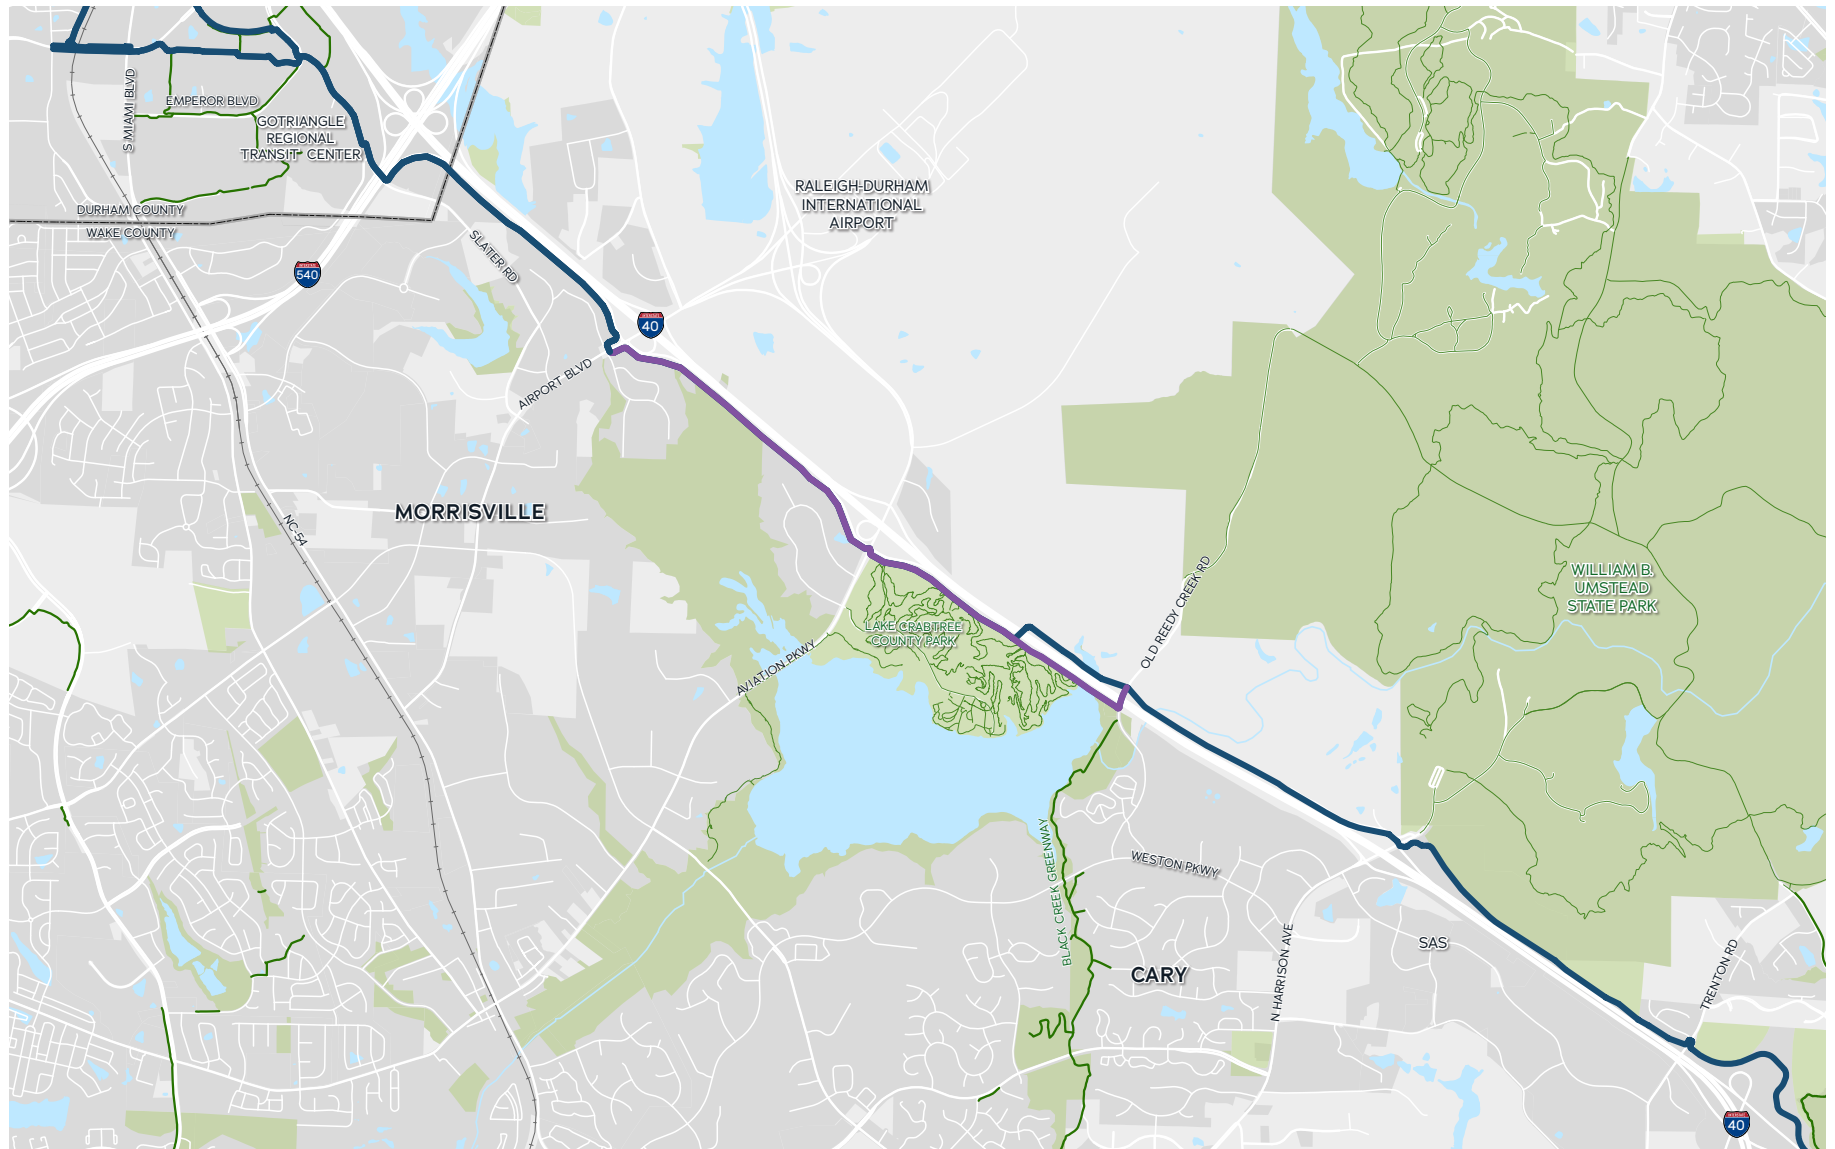 S MIAMI BLVD
EMPEROR BLVD
GOTRIANGLE
REGIONAL
TRANSIT CENTER
DURHAM COUNTY
WAKE COUNTY
RALEIGH-DURHAM
INTERNATIONAL
AIRPORT
SLATER RD
540
40
AIRPORT BLVD
MORRISVILLE
NC-54
OLD REEDY CREEK RD
WILLIAM B.
UMSTEAD
STATE PARK
LAKE CRABTREE
COUNTY PARK
AVIATION PKWY
BLACK CREEK GREENWAY
WESTON PKWY
N HARRISON AVE
SAS
CARY
TRENTON RD
40